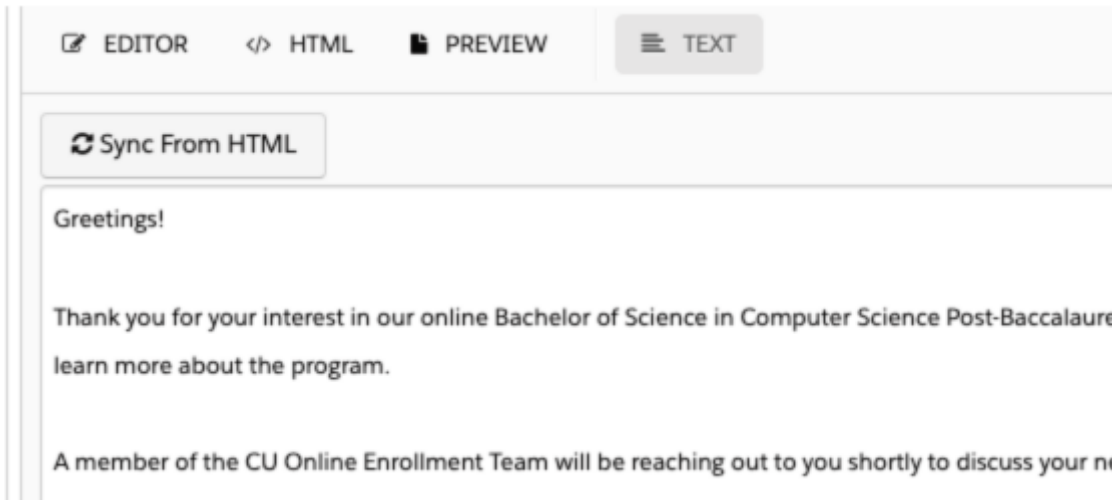 EDITOR HTML PREVIEW TEXT
Sync From HTML
Greetings!
Thank you for your interest in our online Bachelor of Science in Computer Science
learn more about the program.
A member of the CU Online Enrollment Team will be reaching out to you shortly to discuss your